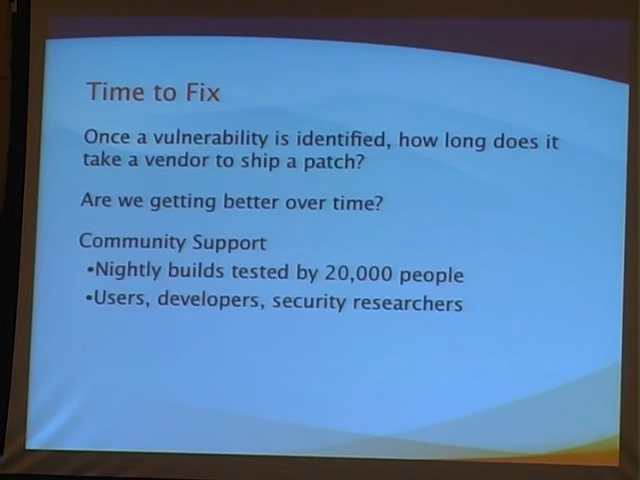 Time to Fix
Once a vulnerability is identified, how long does it
take a vendor to ship a patch?
Are we getting better over time?
Community Support
•Nightly builds tested by 20,000 people
•Users, developers, security researchers